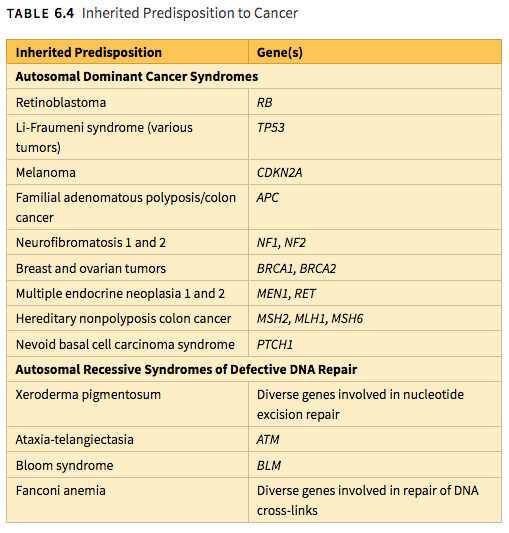 TABLE 6.4 Inherited Predisposition to Cancer
Inherited Predisposition Gene(s)
Autosomal Dominant Cancer Syndromes
Retinoblastoma RB
Li-Fraumeni syndrome (various TP53
tumors)
Melanoma CDKN2A
Familial adenomatous polyposis/colon APC
cancer
Neurofibromatosis 1 and 2 NF1, NF2
Breast and ovarian tumors BRCA1, BRCA2
Multiple endocrine neoplasia 1 and 2 MEN1, RET
Hereditary nonpolyposis colon cancer MSH2, MLH1, MSH6
Nevoid basal cell carcinoma syndrome PTCH1
Autosomal Recessive Syndromes of Defective DNA Repair
Xeroderma pigmentosum Diverse genes involved in nucleotide
excision repair
Ataxia-telangiectasia ATM
Bloom syndrome BLM
Fanconi anemia Diverse genes involved in repair of DNA
cross-links